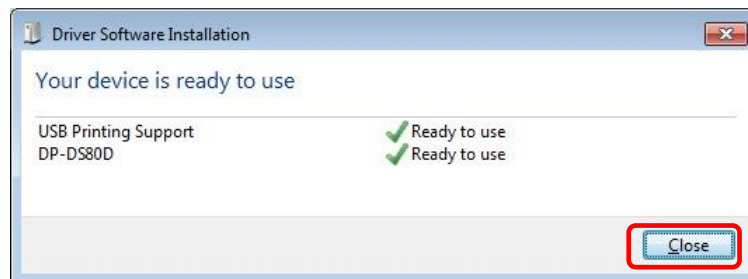 Driver Software Installation
Your device is ready to use
USB Printing Support Ready to use
DP-DS80D Ready to use
Close